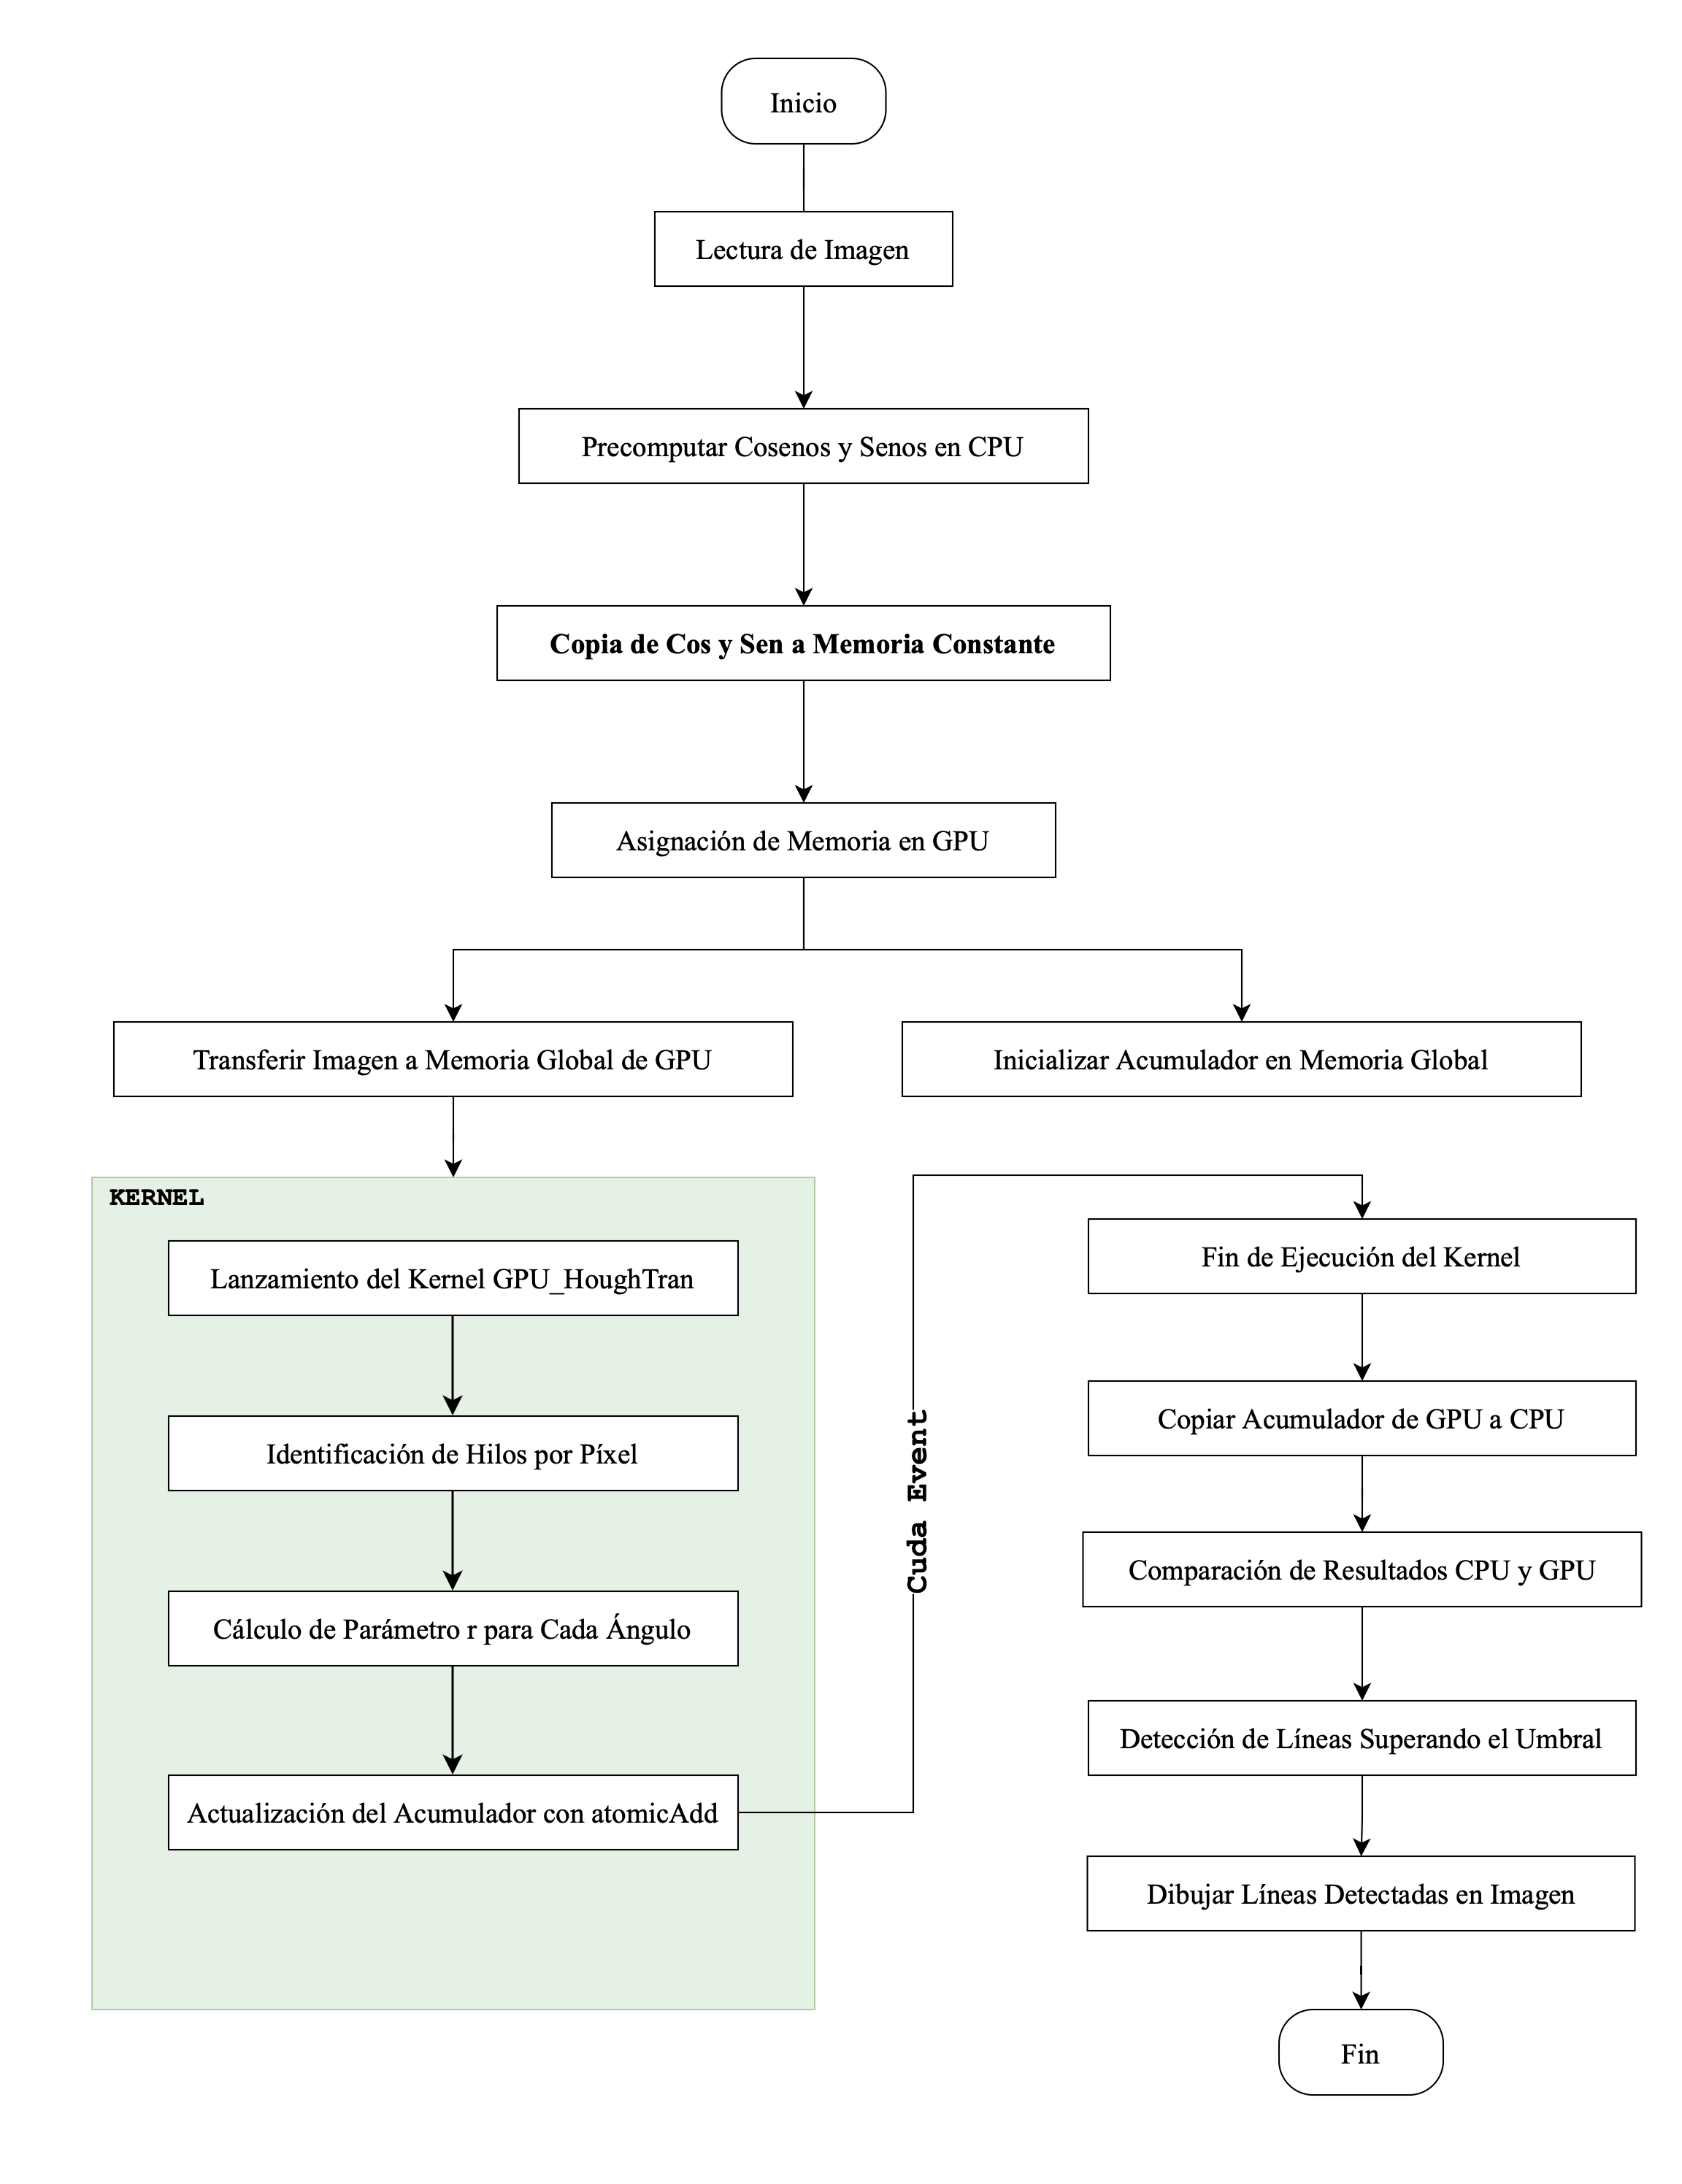 Inicio
Lectura de Imagen
Precomputar Cosenos y Senos en CPU
Copia de Cos y Sen a Memoria Constante
Asignación de Memoria en GPU
Transferir Imagen a Memoria Global de GPU
Inicializar Acumulador en Memoria Global
KERNEL
Lanzamiento del Kernel GPU_HoughTran
Identificación de Hilos por Píxel
Cálculo de Parámetro r para Cada Ángulo
Actualización del Acumulador con atomicAdd
Cuda Event
Fin de Ejecución del Kernel
Copiar Acumulador de GPU a CPU
Comparación de Resultados CPU y GPU
Detección de Líneas Superando el Umbral
Dibujar Líneas Detectadas en Imagen
Fin